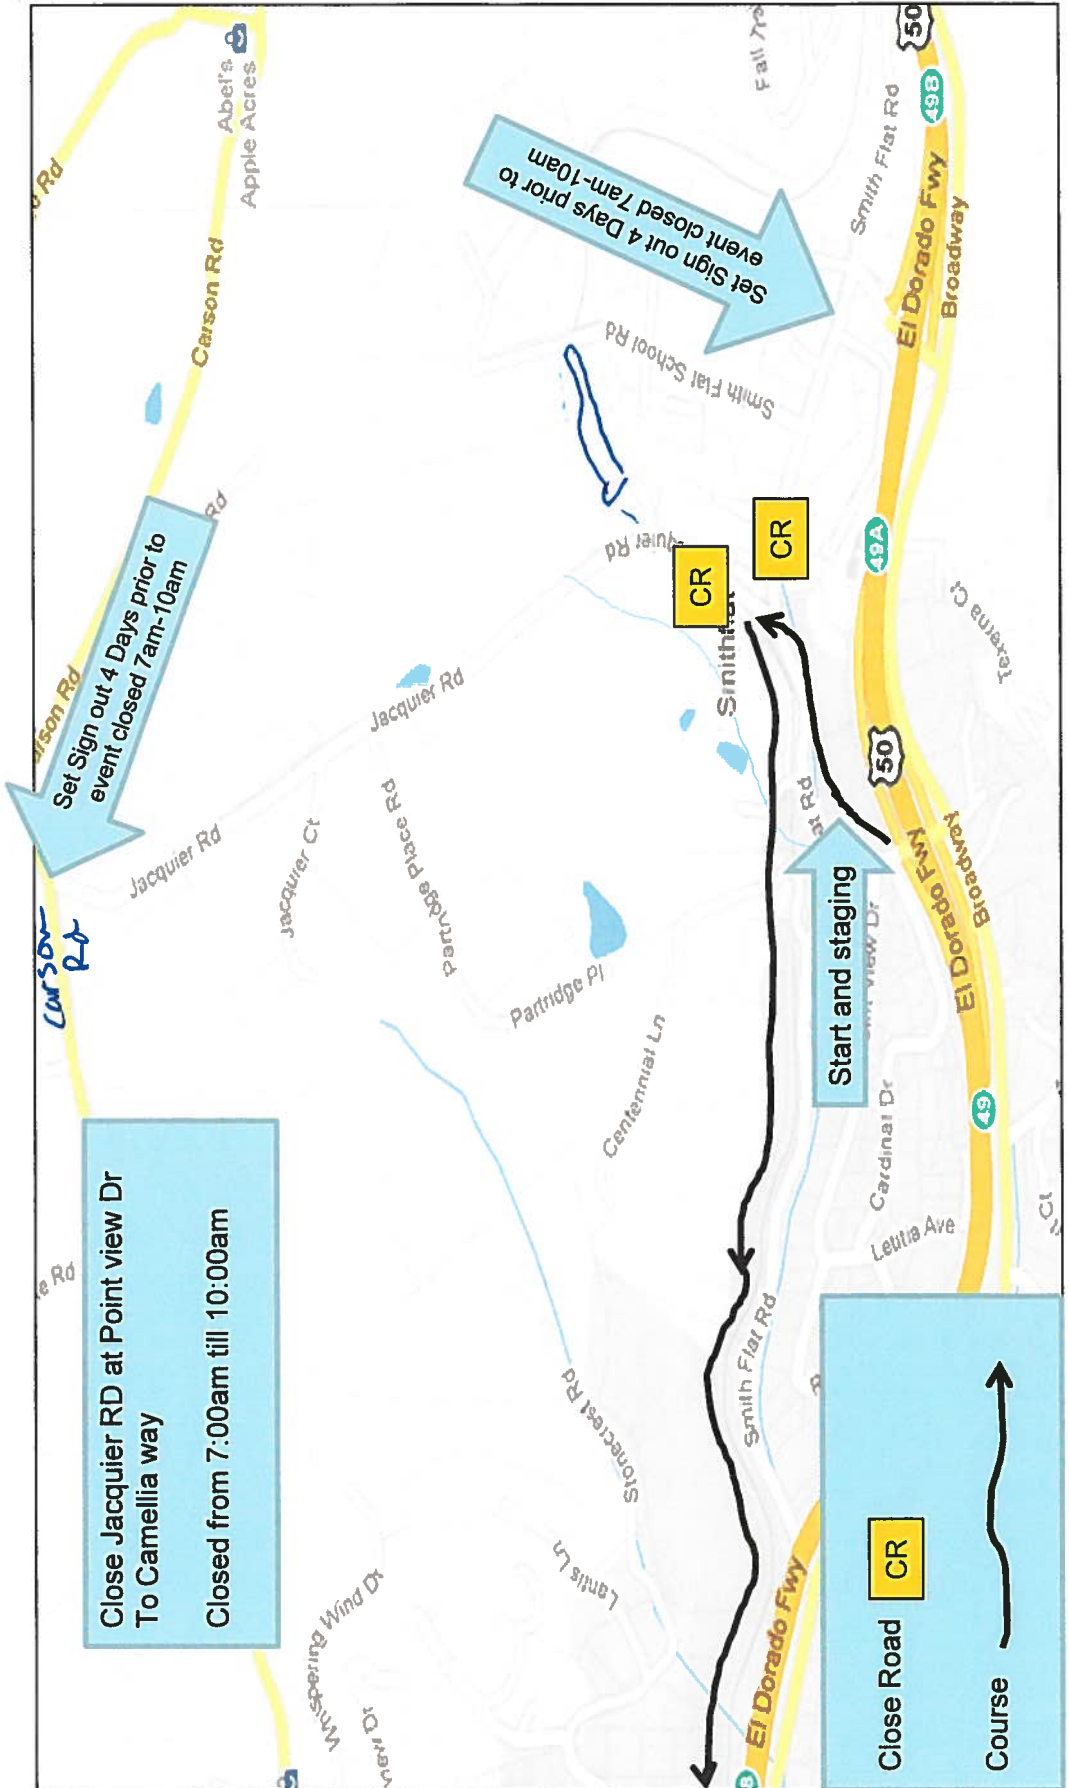 Close Jacquier RD at Point view Dr
To Camellia way
Closed from 7:00am till 10:00am
Carson
Rd
Set Sign out 4 Days prior to
event closed 7am-10am
Carson Rd
Abel's
Apple Acres
Rd
Rd
Jacquier Rd
Jacquier Rd
Jacquier Ct
Partridge Place Rd
Partridge Pl
Centennial Ln
Stonecrest Rd
Whispering Wind Dr
Lantis Ln
Set Sign out 4 Days prior to
event closed 7am-10am
Smith Flat School Rd
Smith Flat Rd
CR
CR
Start and staging
Smith Flat Rd
Cardinal Dr
Letitia Ave
Texerna Ct
Ct
El Dorado Fwy
El Dorado Fwy
El Dorado Fwy
Broadway
Broadway
50
50
49
49A
49B
Close Road
CR
Course